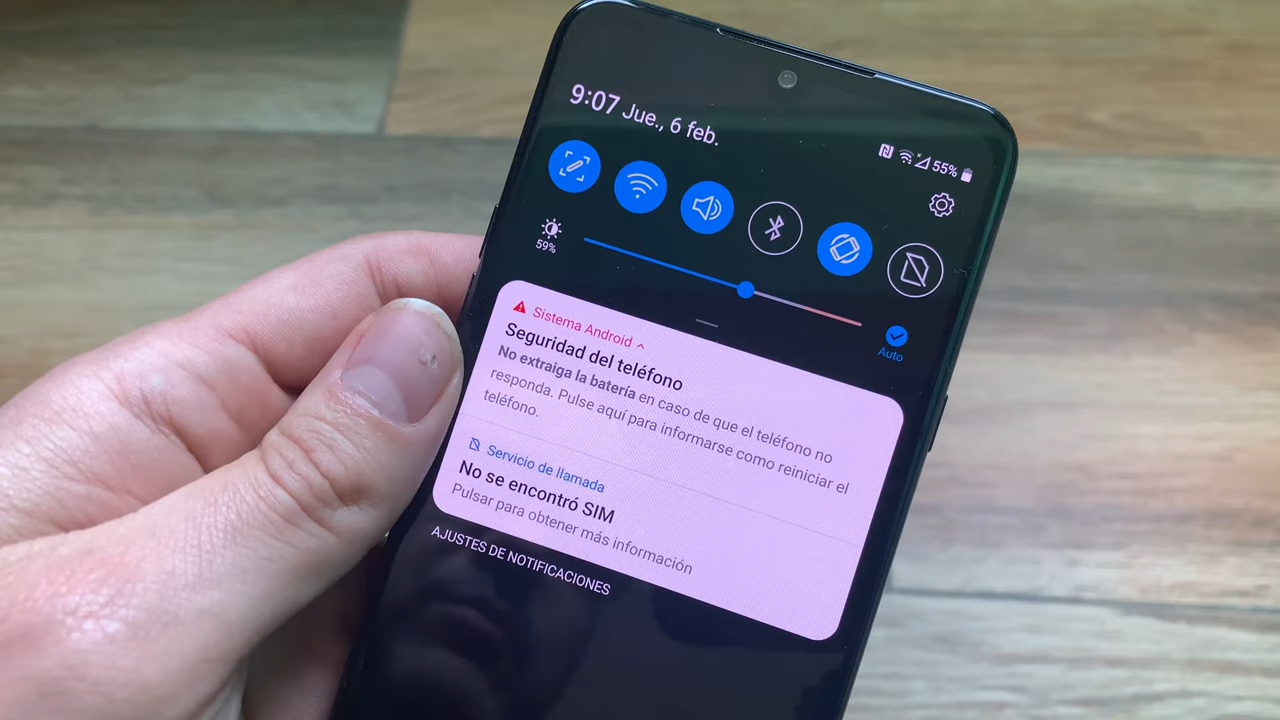 9:07 Jue., 6 feb.
55%
59%
Auto
Sistema Android
Seguridad del teléfono
No extraiga la batería en caso de que el teléfono no
responda. Pulse aquí para informarse como reiniciar el
teléfono.
Servicio de llamada
No se encontró SIM
Pulsar para obtener más información
AJUSTES DE NOTIFICACIONES